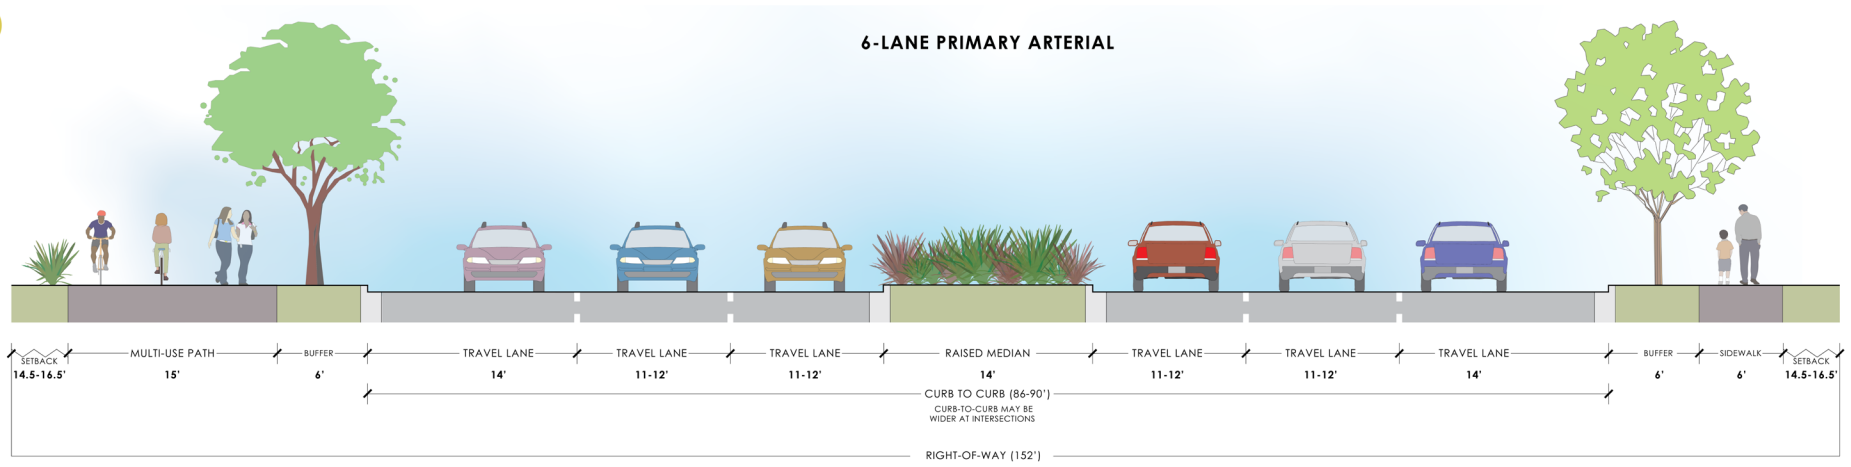 6-LANE PRIMARY ARTERIAL
SETBACK MULTI-USE PATH BUFFER TRAVEL LANE TRAVEL LANE TRAVEL LANE RAISED MEDIAN TRAVEL LANE TRAVEL LANE TRAVEL LANE BUFFER SIDEWALK SETBACK
14.5-16.5' 15' 6' 14' 11-12' 11-12' 14' 11-12' 11-12' 14' 6' 6' 14.5-16.5'
CURB TO CURB (86-90')
CURB-TO-CURB MAY BE
WIDER AT INTERSECTIONS
RIGHT-OF-WAY (152')